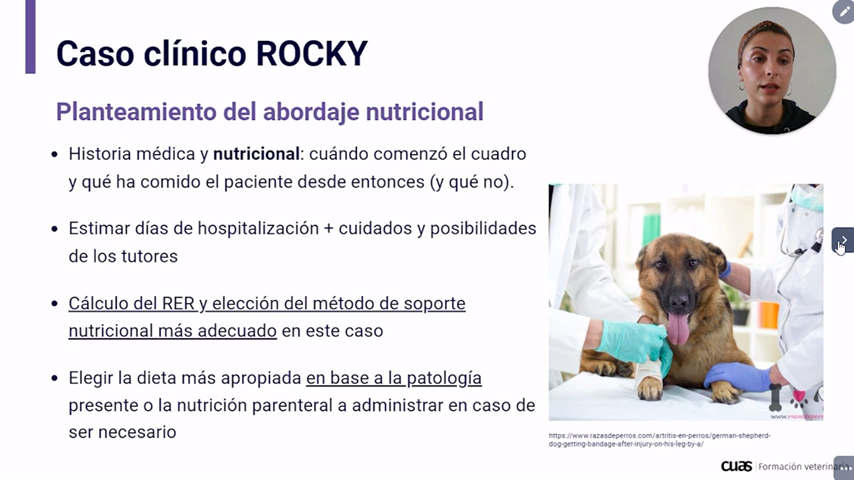 Caso clínico ROCKY
Planteamiento del abordaje nutricional
• Historia médica y nutricional: cuándo comenzó el cuadro
y qué ha comido el paciente desde entonces (y qué no).
• Estimar días de hospitalización + cuidados y posibilidades
de los tutores
• Cálculo del RER y elección del método de soporte
nutricional más adecuado en este caso
• Elegir la dieta más apropiada en base a la patología
presente o la nutrición parenteral a administrar en caso de
ser necesario
https://www.razasdeperros.com/artritis-en-perros/german-shepherd-
dog-getting-bandage-after-injury-on-his-leg-by-a/
cuas | Formación veterinaria